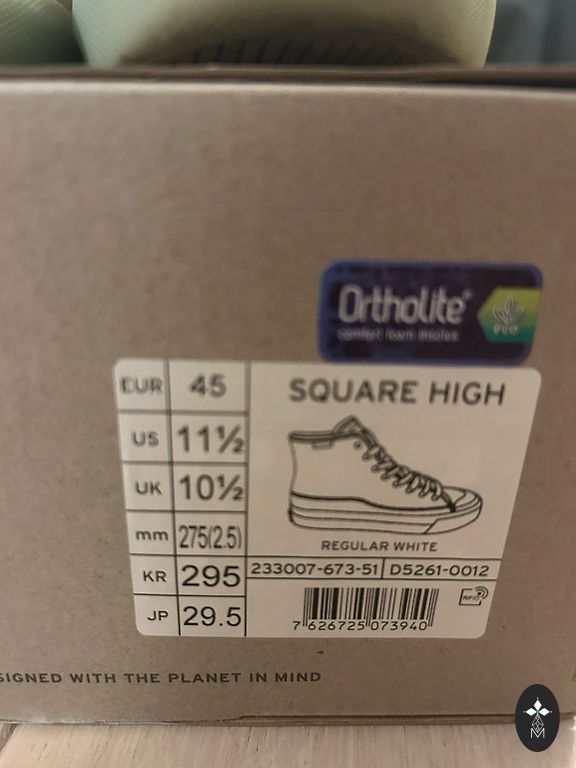 Ortholite®
comfort foam insoles
eco
EUR 45
US 11½
UK 10½
mm 275(2.5)
KR 295
JP 29.5
SQUARE HIGH
REGULAR WHITE
233007-673-51 D5261-0012
RFID
7 626725 073940
SIGNED WITH THE PLANET IN MIND
M